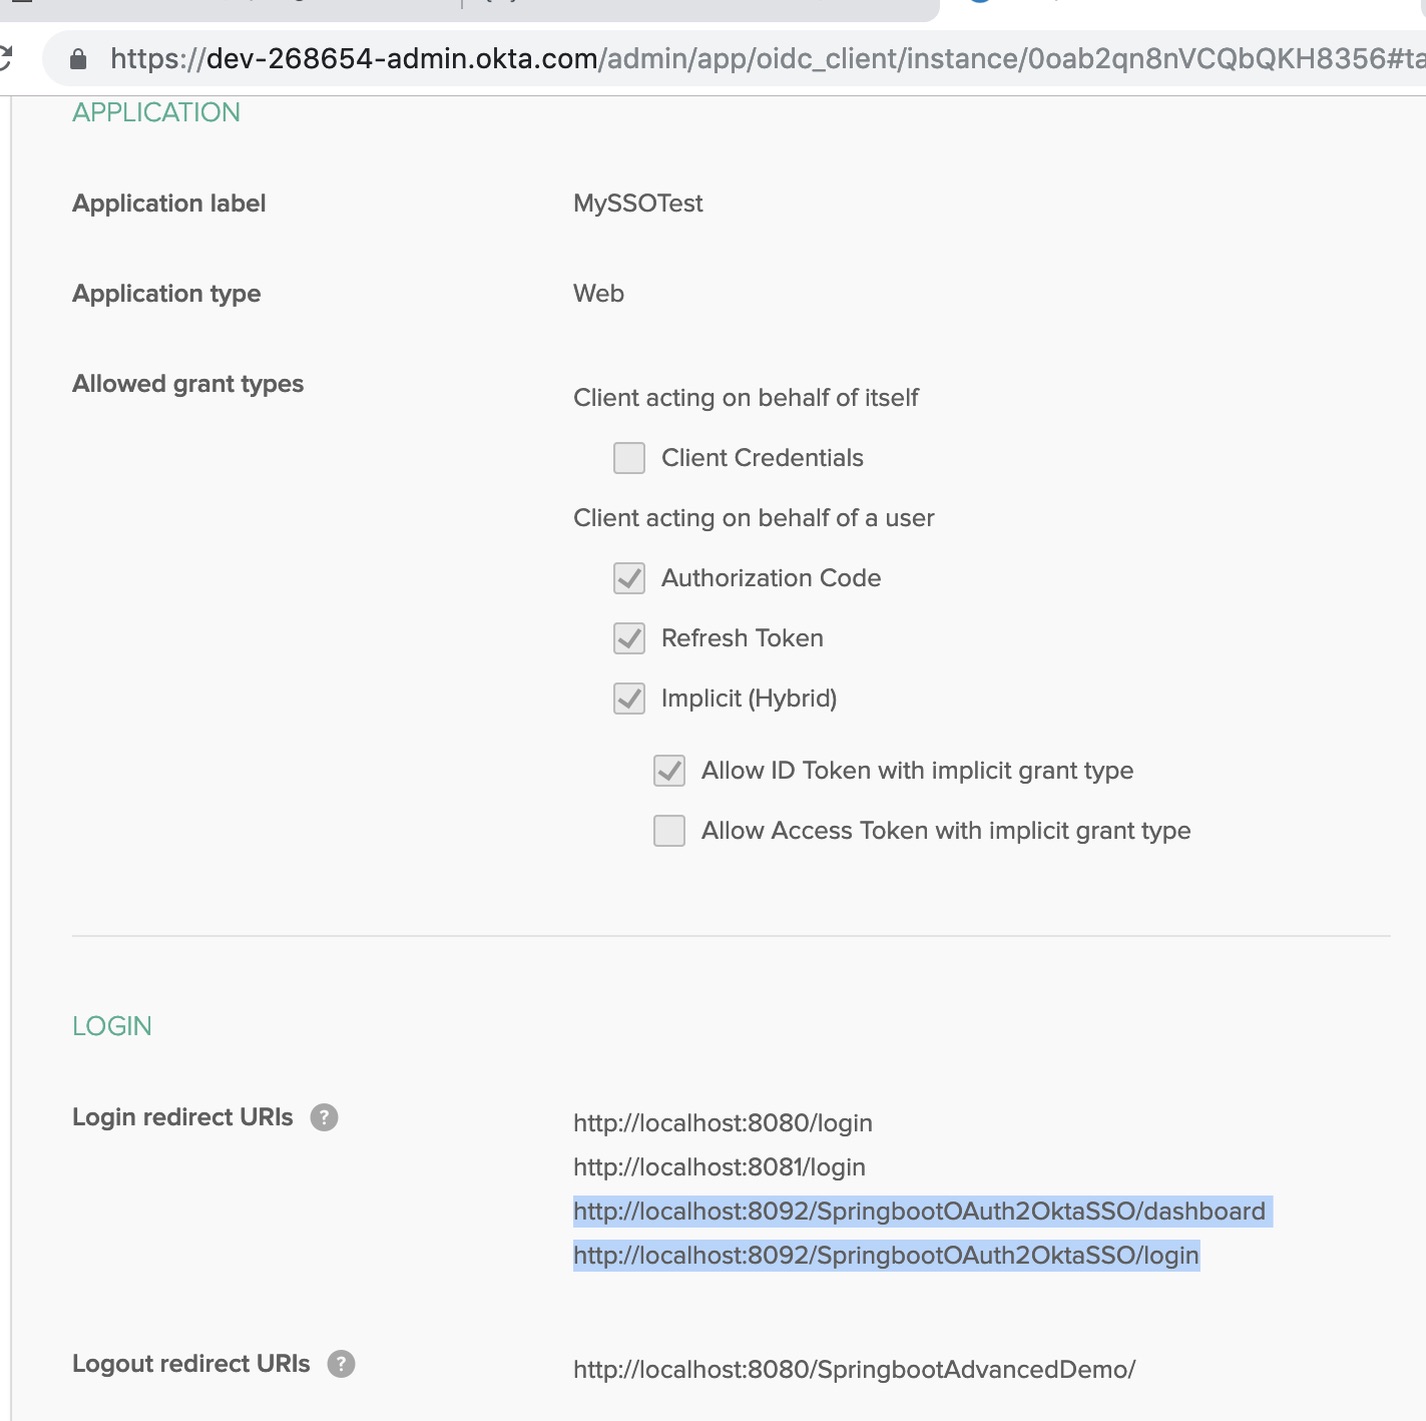 https://dev-268654-admin.okta.com/admin/app/oidc_client/instance/0oab2qn8nVCQbQKH8356#ta
APPLICATION
Application label MySSOTest
Application type Web
Allowed grant types
Client acting on behalf of itself
Client Credentials
Client acting on behalf of a user
Authorization Code
Refresh Token
Implicit (Hybrid)
Allow ID Token with implicit grant type
Allow Access Token with implicit grant type
LOGIN
Login redirect URIs ? http://localhost:8080/login
http://localhost:8081/login
http://localhost:8092/SpringbootOAuth2OktaSSO/dashboard
http://localhost:8092/SpringbootOAuth2OktaSSO/login
Logout redirect URIs ? http://localhost:8080/SpringbootAdvancedDemo/